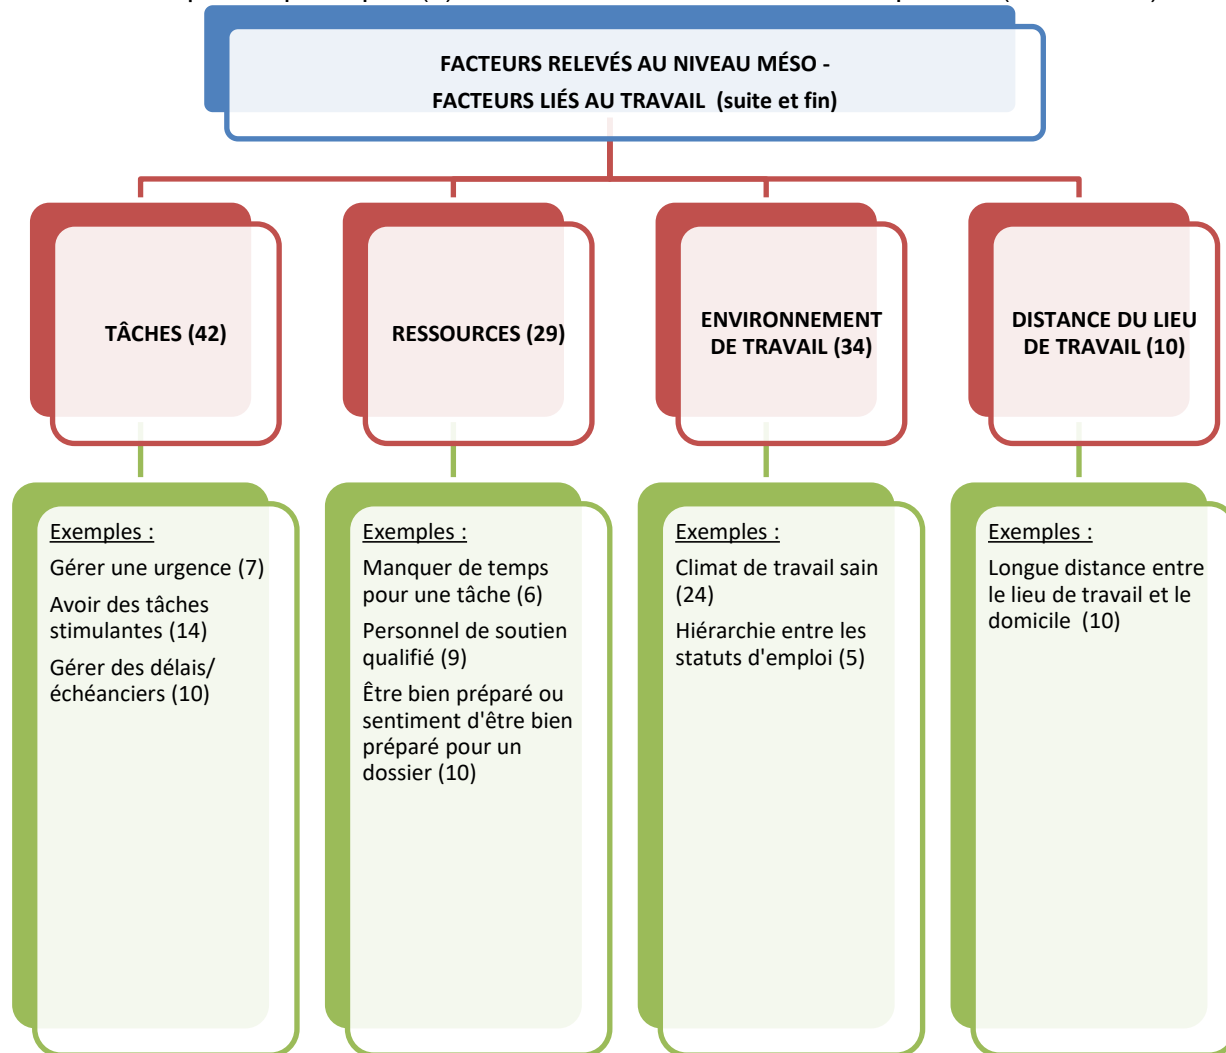 FACTEURS RELEVÉS AU NIVEAU MÉSO -
FACTEURS LIÉS AU TRAVAIL (suite et fin)
TÂCHES (42)
RESSOURCES (29)
ENVIRONNEMENT
DE TRAVAIL (34)
DISTANCE DU LIEU
DE TRAVAIL (10)
Exemples :
Gérer une urgence (7)
Avoir des tâches
stimulantes (14)
Gérer des délais/
échéanciers (10)
Exemples :
Manquer de temps
pour une tâche (6)
Personnel de soutien
qualifié (9)
Être bien préparé ou
sentiment d'être bien
préparé pour un
dossier (10)
Exemples :
Climat de travail sain
(24)
Hiérarchie entre les
statuts d'emploi (5)
Exemples :
Longue distance entre
le lieu de travail et le
domicile (10)